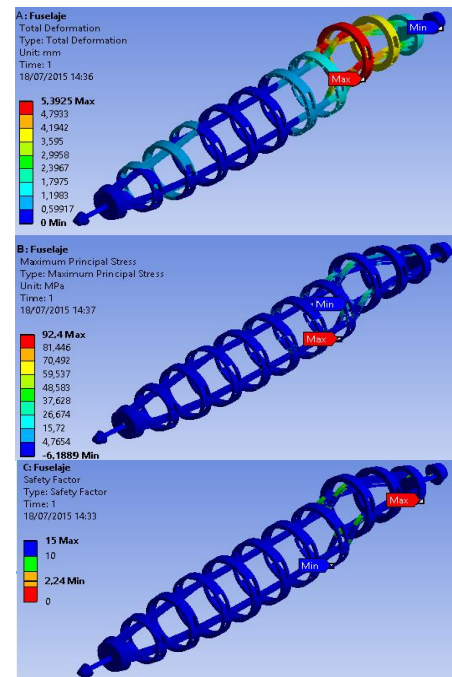 A: Fuselaje
Total Deformation
Type: Total Deformation
Unit: mm
Time: 1
18/07/2015 14:36
5,3925 Max
4,7933
4,1942
3,595
2,9958
2,3967
1,7975
1,1983
0,59917
0 Min
Min
Max
B: Fuselaje
Maximum Principal Stress
Type: Maximum Principal Stress
Unit: MPa
Time: 1
18/07/2015 14:37
92,4 Max
81,446
70,492
59,537
48,583
37,628
26,674
15,72
4,7654
-6,1889 Min
Min
Max
C: Fuselaje
Safety Factor
Type: Safety Factor
Time: 1
18/07/2015 14:33
15 Max
10
2,24 Min
0
Max
Min